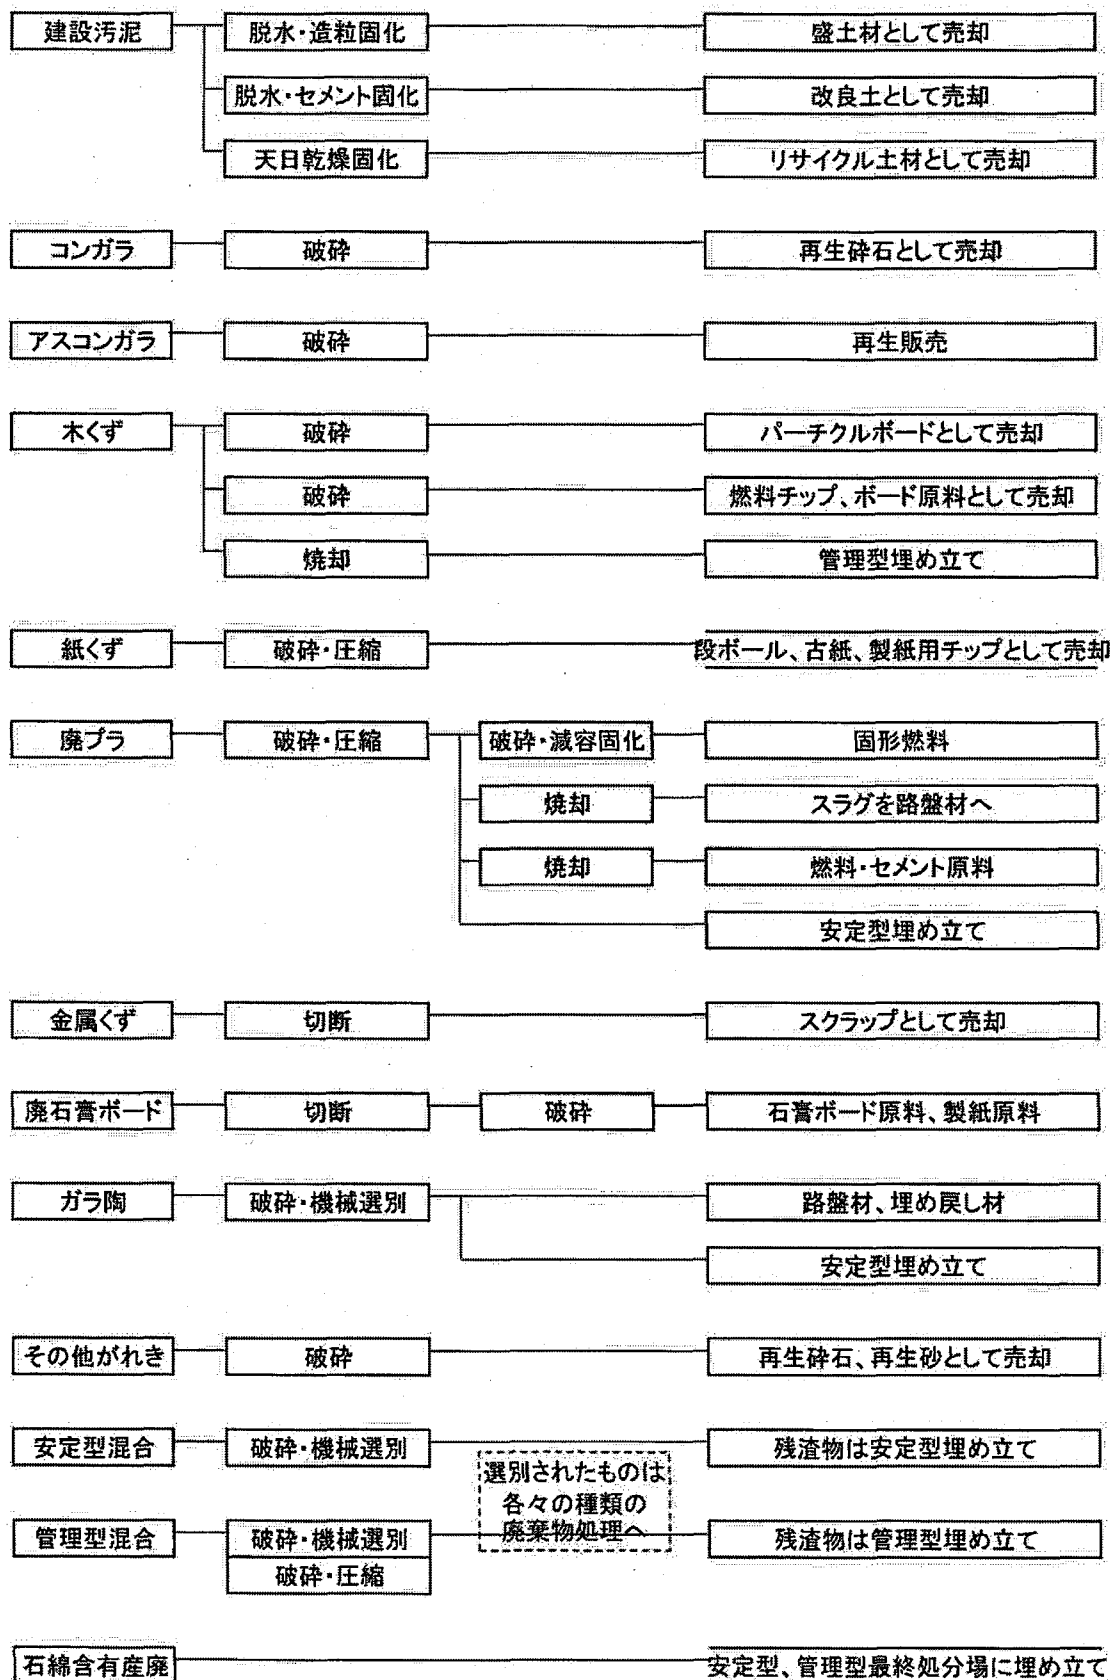 建設汚泥
脱水・造粒固化
盛土材として売却
脱水・セメント固化
改良土として売却
天日乾燥固化
リサイクル土材として売却
コンガラ
破砕
再生砕石として売却
アスコンガラ
破砕
再生販売
木くず
破砕
パーチクルボードとして売却
破砕
燃料チップ、ボード原料として売却
焼却
管理型埋め立て
紙くず
破砕・圧縮
段ボール、古紙、製紙用チップとして売却
廃プラ
破砕・圧縮
破砕・減容固化
固形燃料
焼却
スラグを路盤材へ
焼却
燃料・セメント原料
安定型埋め立て
金属くず
切断
スクラップとして売却
廃石膏ボード
切断
破砕
石膏ボード原料、製紙原料
ガラ陶
破砕・機械選別
路盤材、埋め戻し材
安定型埋め立て
その他がれき
破砕
再生砕石、再生砂として売却
安定型混合
破砕・機械選別
残渣物は安定型埋め立て
選別されたものは
各々の種類の
廃棄物処理へ
管理型混合
破砕・機械選別
破砕・圧縮
残渣物は管理型埋め立て
石綿含有産廃
安定型、管理型最終処分場に埋め立て